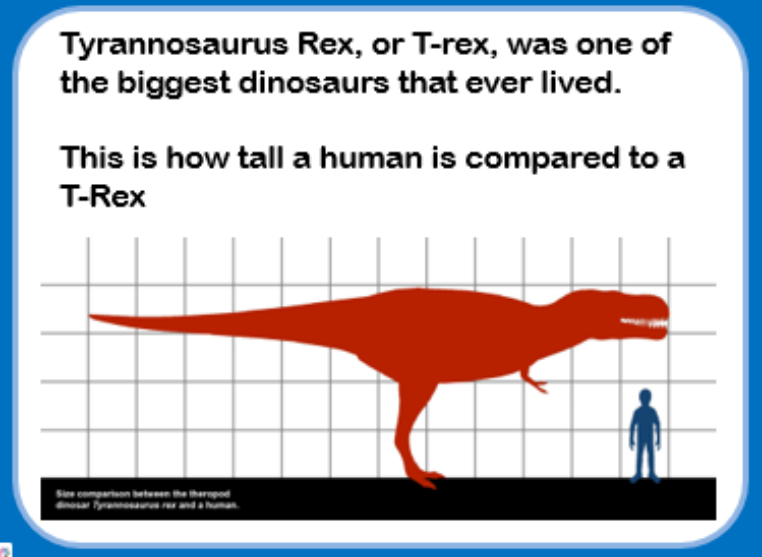 Tyrannosaurus Rex, or T-rex, was one of
the biggest dinosaurs that ever lived.
This is how tall a human is compared to a
T-Rex
Size comparison between the theropod
dinosar Tyrannosaurus rex and a human.